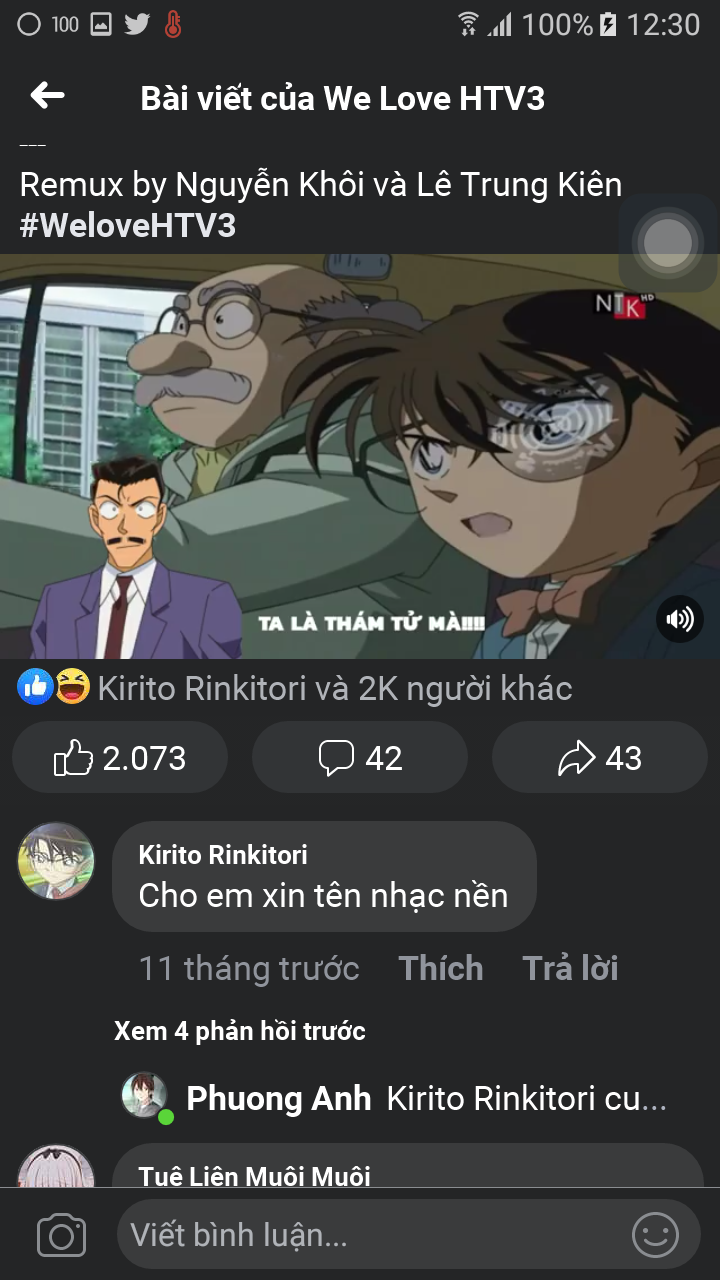 100
100% 12:30
Bài viết của We Love HTV3
---
Remux by Nguyễn Khôi và Lê Trung Kiên
#WeloveHTV3
NTK HD
TA LÀ THÁM TỬ MÀ!!!!!
Kirito Rinkitori và 2K người khác
2.073 42 43
Kirito Rinkitori
Cho em xin tên nhạc nền
11 tháng trước Thích Trả lời
Xem 4 phản hồi trước
Phuong Anh Kirito Rinkitori cu...
Tuê Liên Muôi Muôi
Viết bình luận...